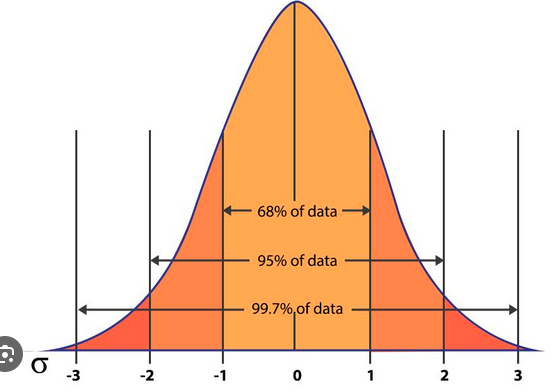 68% of data
95% of data
99.7% of data
σ -3 -2 -1 0 1 2 3